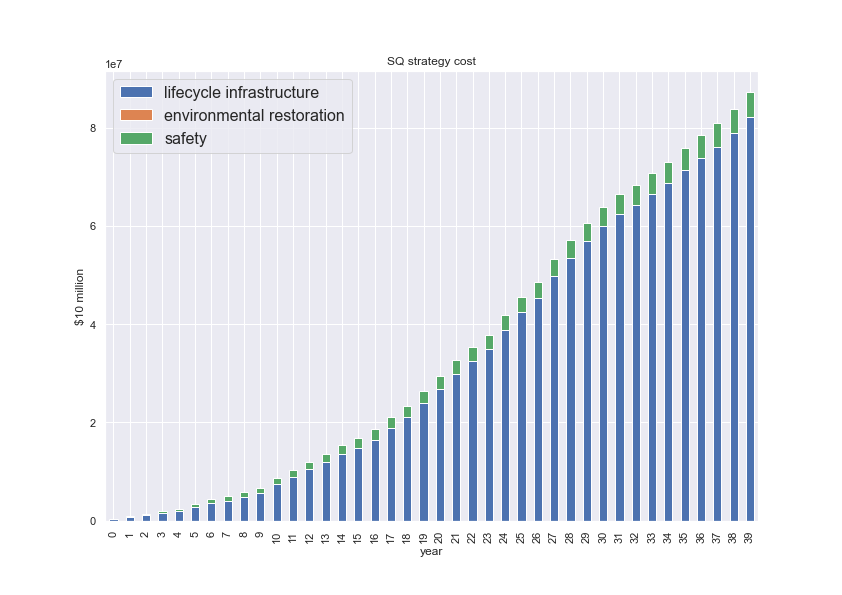 SQ strategy cost
1e7
lifecycle infrastructure
environmental restoration
safety
8
6
4
2
0
$10 million
0 1 2 3 4 5 6 7 8 9 10 11 12 13 14 15 16 17 18 19 20 21 22 23 24 25 26 27 28 29 30 31 32 33 34 35 36 37 38 39
year